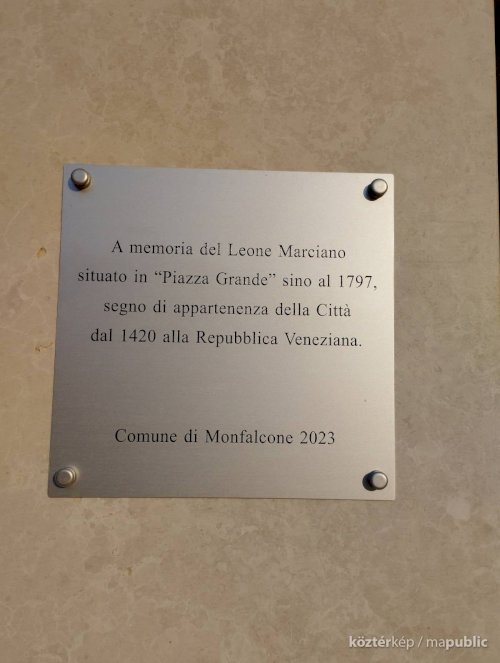 A memoria del Leone Marciano
situato in “Piazza Grande” sino al 1797,
segno di appartenenza della Città
dal 1420 alla Repubblica Veneziana.
Comune di Monfalcone 2023
köztérkép / mapublic